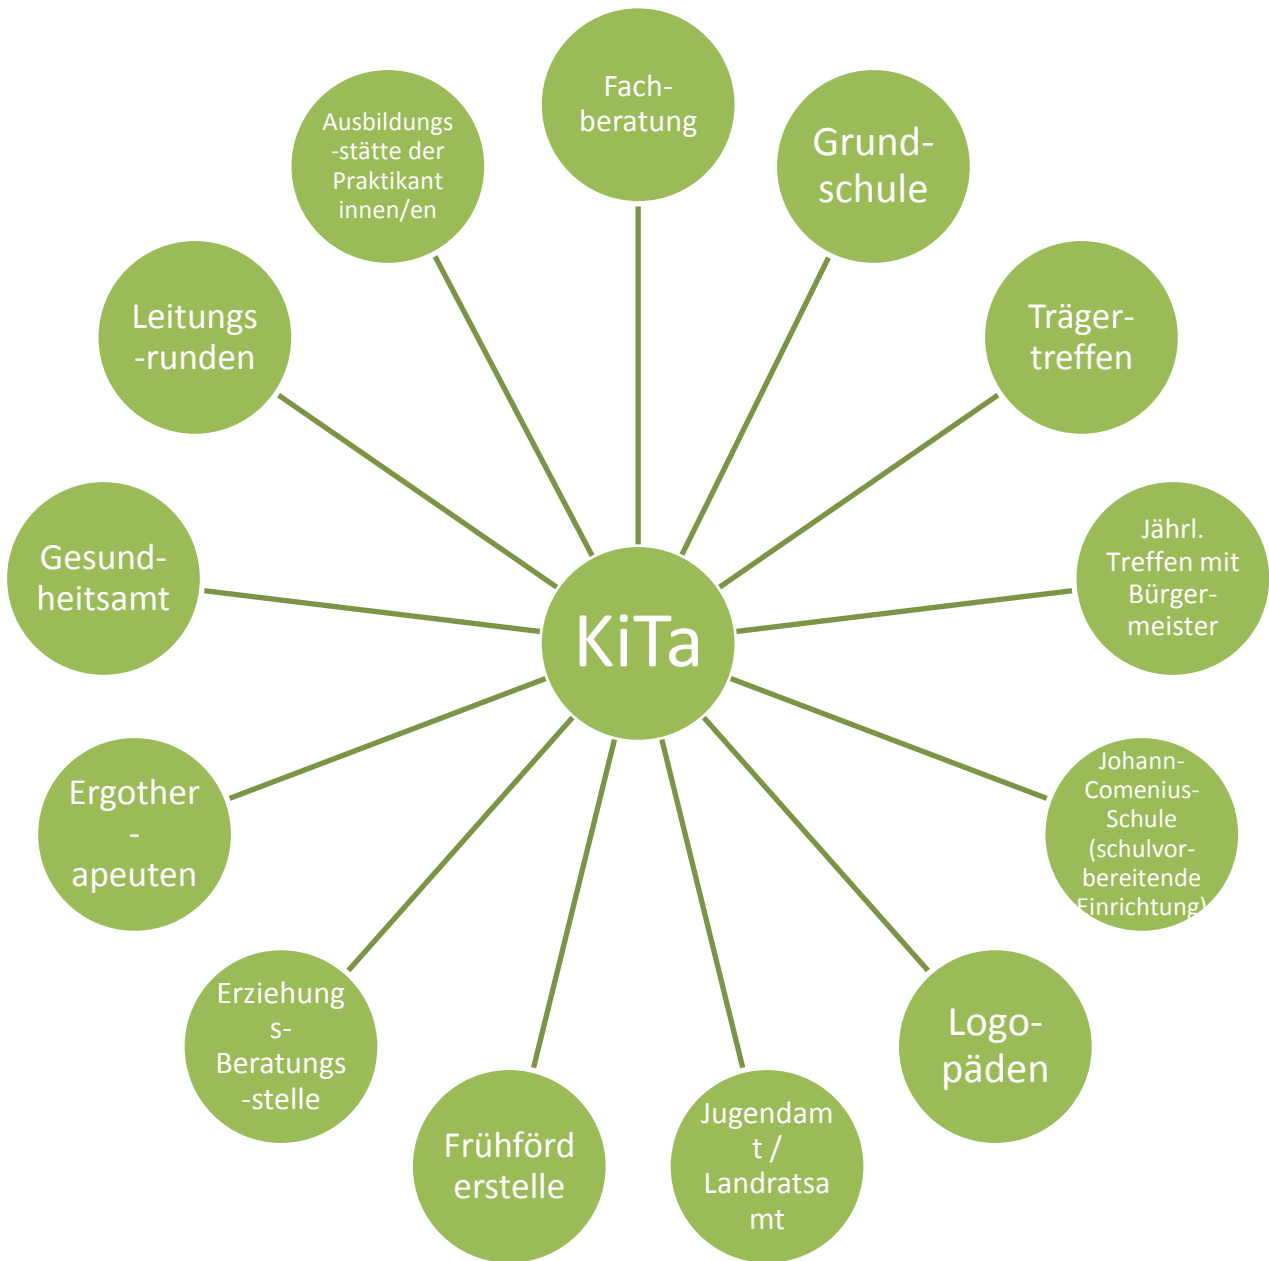 Fach-
beratung
Grund-
schule
Träger-
treffen
Jährl.
Treffen mit
Bürger-
meister
Johann-
Comenius-
Schule
(schulvor-
bereitende
Einrichtung)
Logo-
päden
Jugendam
t /
Landratsa
mt
Frühförd
erstelle
Erziehung
s-
Beratungs
-stelle
Ergother
-
apeuten
Gesund-
heitsamt
Leitungs
-runden
Ausbildungs
-stätte der
Praktikant
innen/en
KiTa